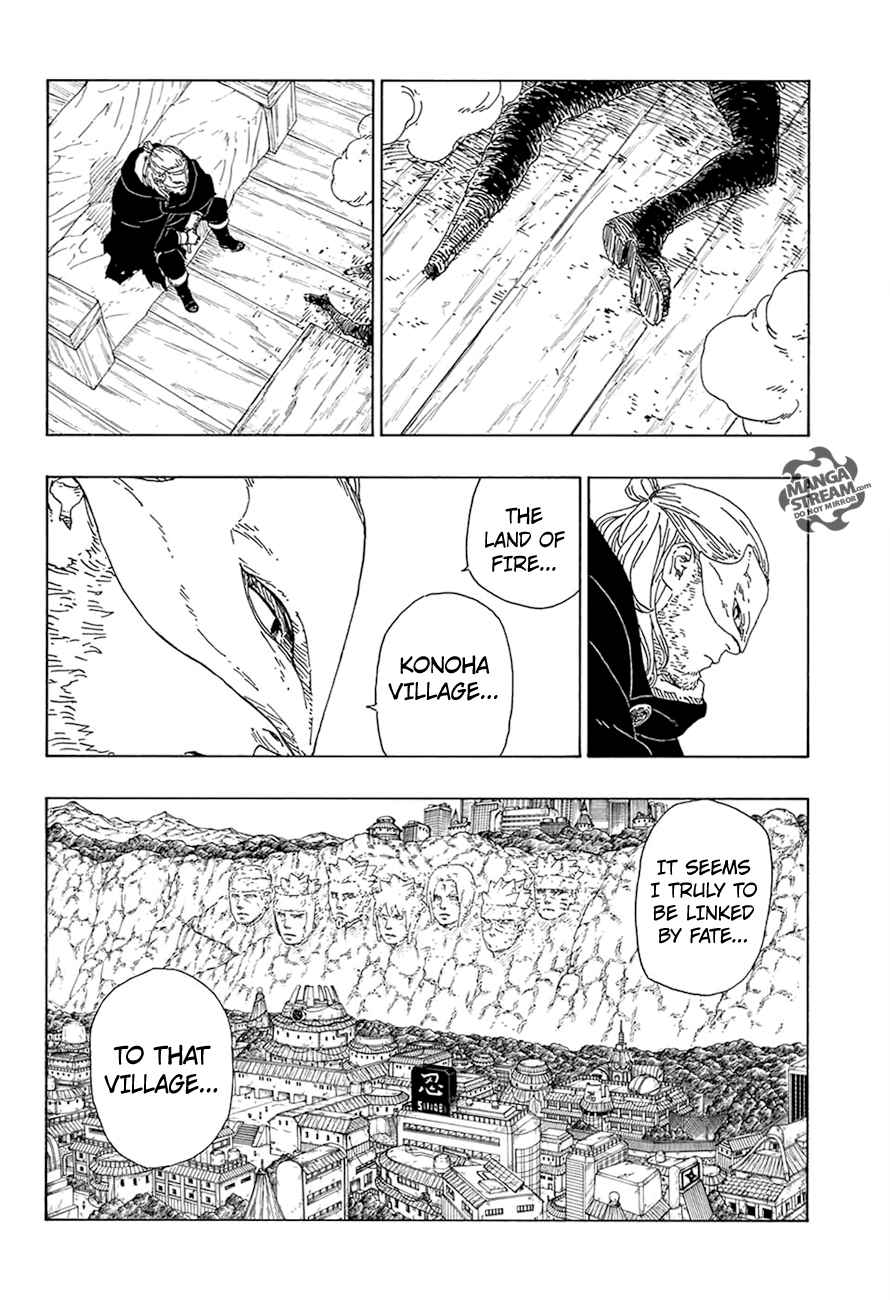 MANGA
STREAM.com
DO NOT MIRROR
THE
LAND OF
FIRE...
KONOHA
VILLAGE...
IT SEEMS
I TRULY TO
BE LINKED
BY FATE...
TO THAT
VILLAGE...
忍